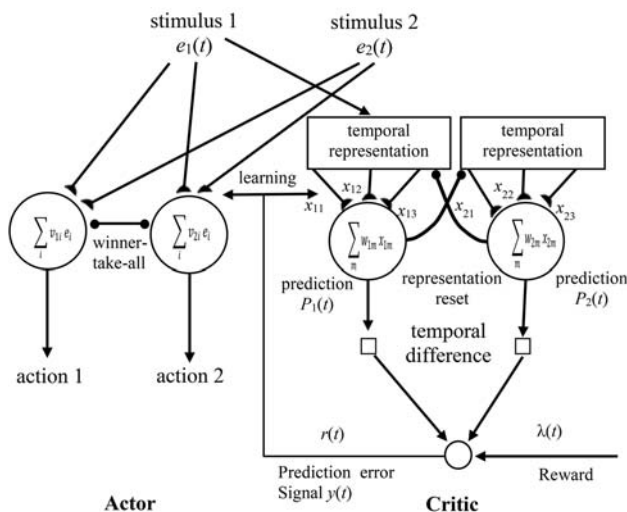 stimulus 1
stimulus 2
e₁(t)
e₂(t)
temporal
representation
temporal
representation
learning
x₁₁
x₁₂
x₁₃
x₂₁
x₂₂
x₂₃
∑ᵢ v₁ᵢ eᵢ
∑ᵢ v₂ᵢ eᵢ
winner-
take-all
∑ₘ w₁ₘ x₁ₘ
∑ₘ w₂ₘ x₂ₘ
prediction
P₁(t)
representation
reset
prediction
P₂(t)
action 1
action 2
temporal
difference
r(t)
λ(t)
Prediction error
Signal y(t)
Reward
Actor
Critic